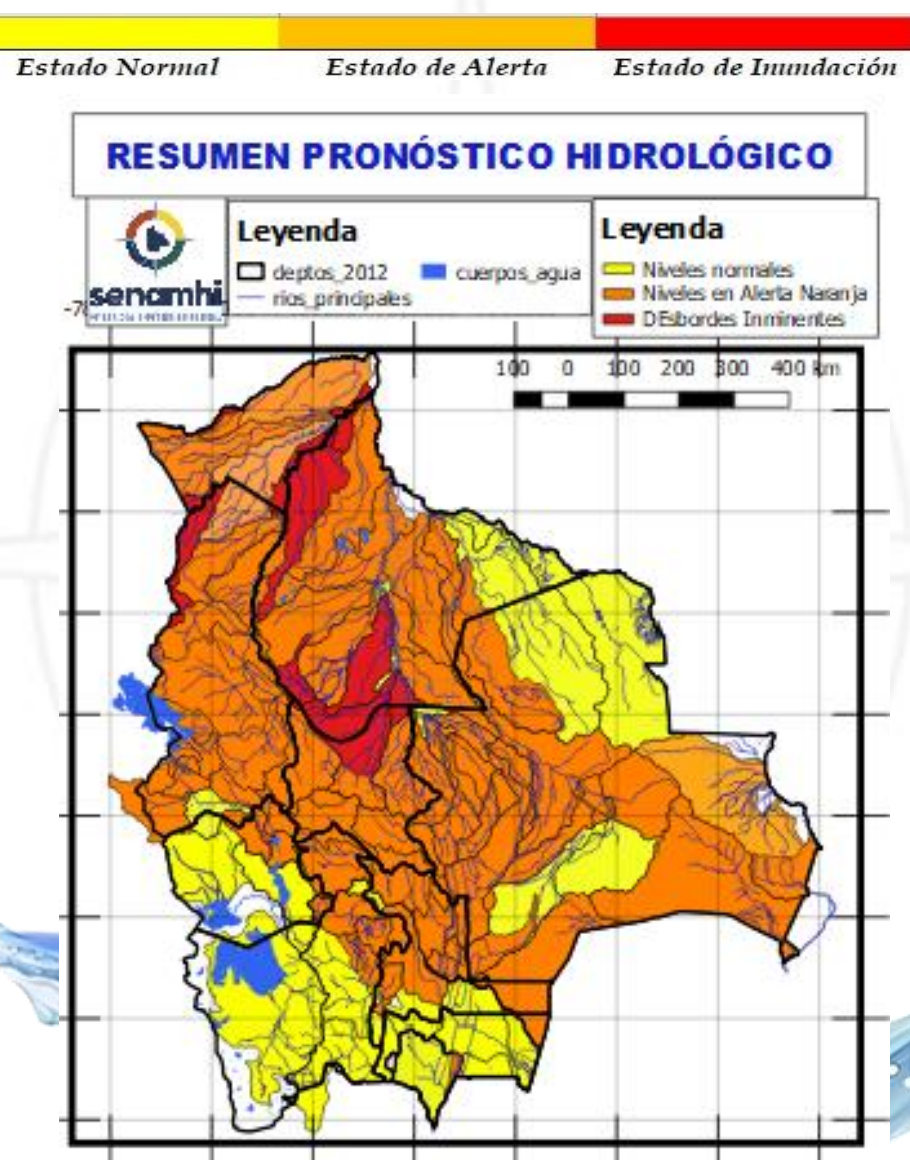 Estado Normal Estado de Alerta Estado de Inundación
RESUMEN PRONÓSTICO HIDROLÓGICO
senamhi
Leyenda
deptos_2012 cuerpos_agua
rios_principales
Leyenda
Niveles normales
Niveles en Alerta Naranja
DEsbordes Inminentes
100 0 100 200 300 400 km